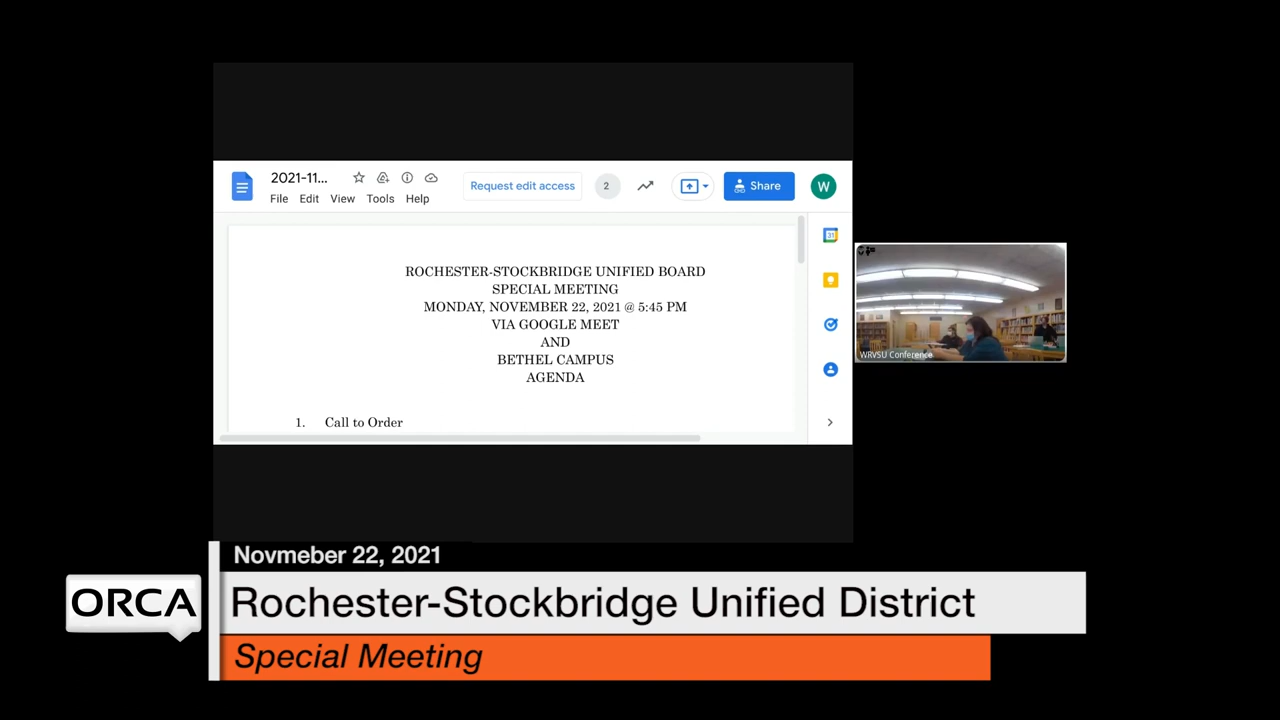 2021-11...
File Edit View Tools Help
Request edit access
2
Share
W
31
ROCHESTER-STOCKBRIDGE UNIFIED BOARD
SPECIAL MEETING
MONDAY, NOVEMBER 22, 2021 @ 5:45 PM
VIA GOOGLE MEET
AND
BETHEL CAMPUS
AGENDA
1. Call to Order
WRVSU Conference
Novmeber 22, 2021
ORCA
Rochester-Stockbridge Unified District
Special Meeting